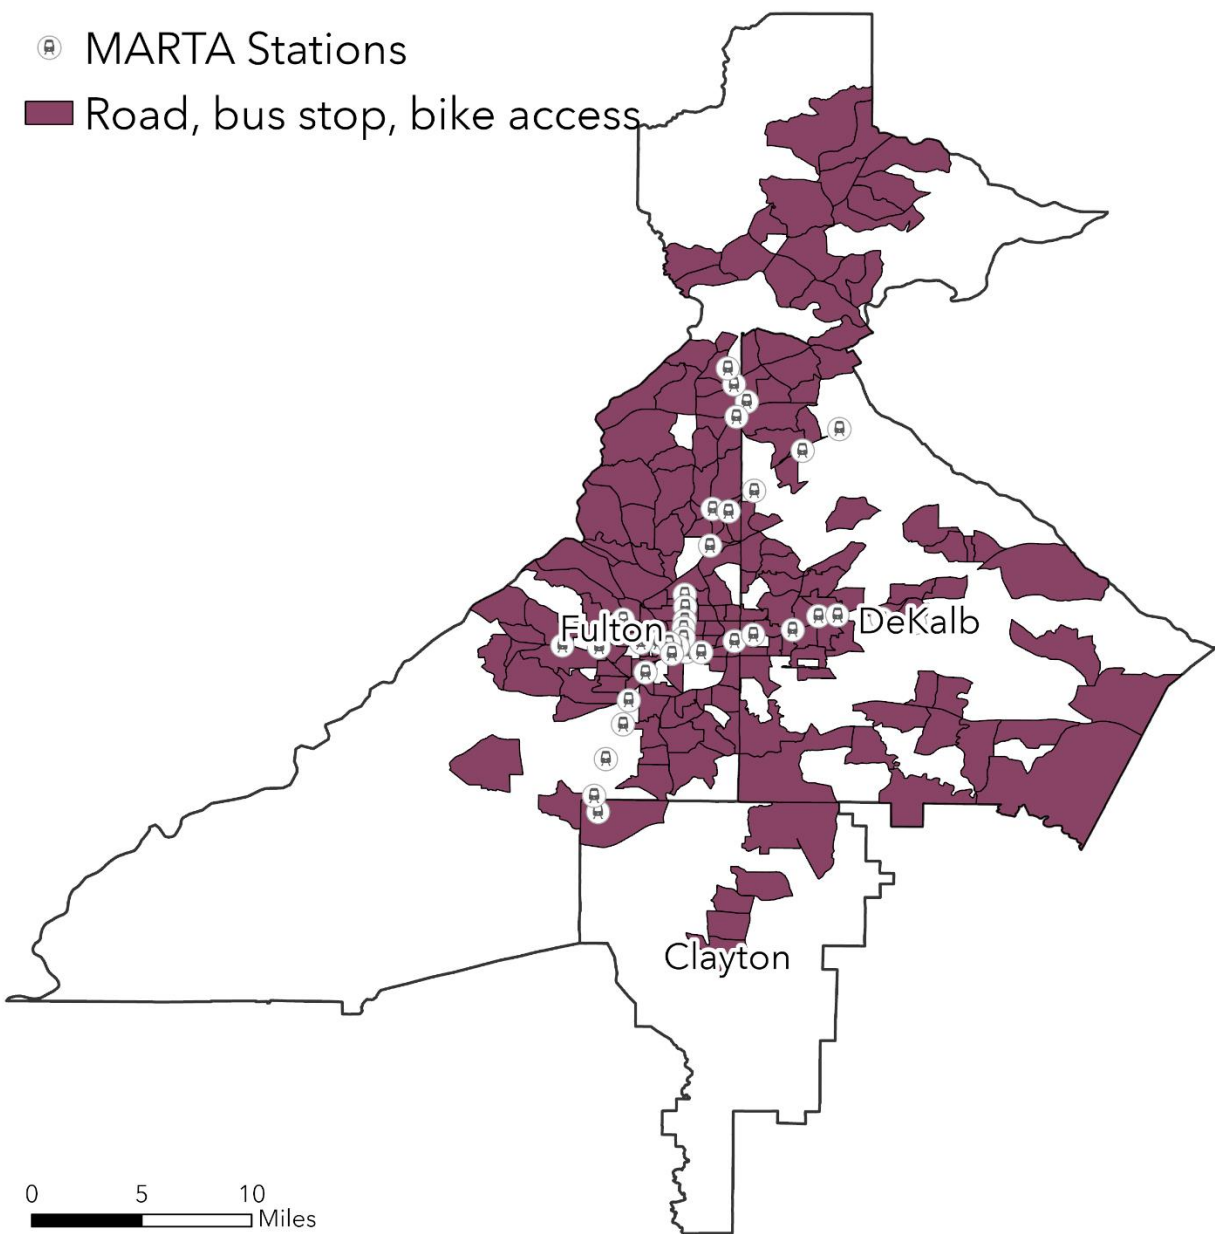 MARTA Stations
Road, bus stop, bike access
Fulton
DeKalb
Clayton
0 5 10
Miles